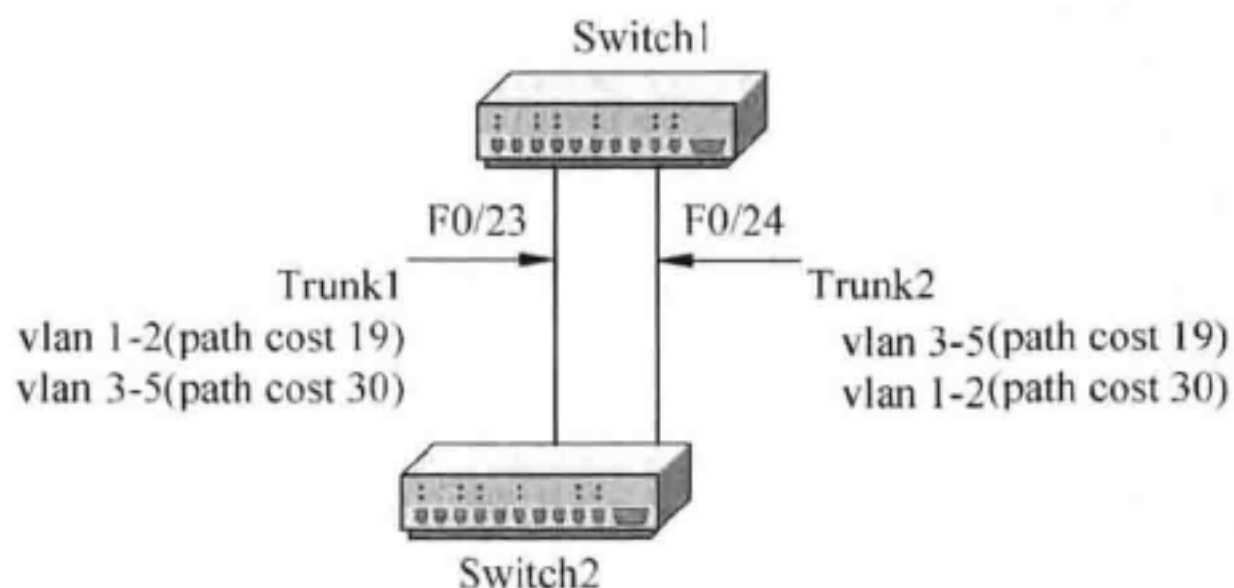 Switch1
F0/23
F0/24
Trunk1
vlan 1-2(path cost 19)
vlan 3-5(path cost 30)
Trunk2
vlan 3-5(path cost 19)
vlan 1-2(path cost 30)
Switch2